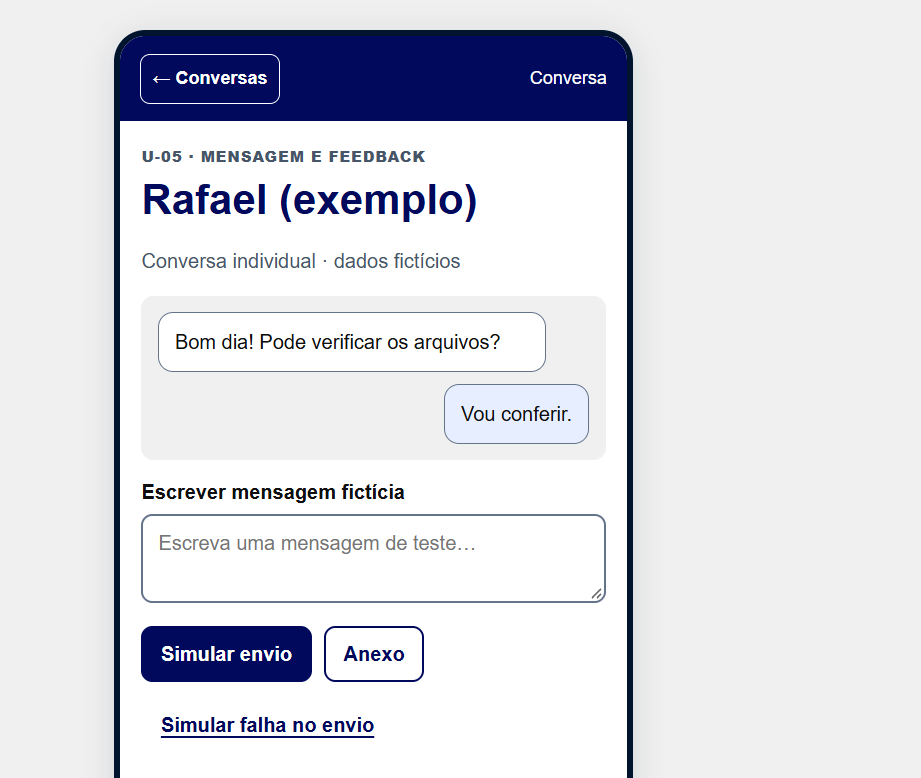 ← Conversas
Conversa
U-05 · MENSAGEM E FEEDBACK
Rafael (exemplo)
Conversa individual · dados fictícios
Bom dia! Pode verificar os arquivos?
Vou conferir.
Escrever mensagem fictícia
Escreva uma mensagem de teste…
Simular envio
Anexo
Simular falha no envio